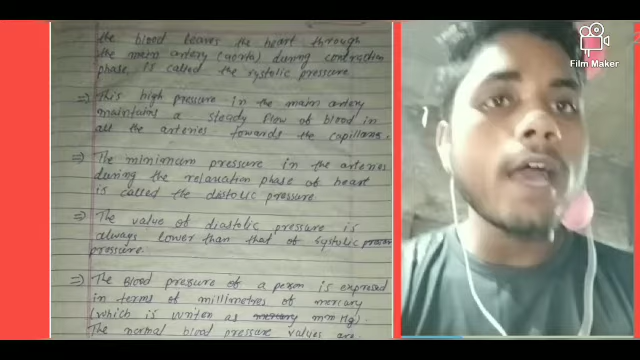 the blood leaves the heart through
the main artery (aorta) during contraction
phase is called the systolic pressure
⇒ This high pressure in the main artery
maintains a steady flow of blood in
all the arteries towards the capillaries.
⇒ The minimum pressure in the arteries
during the relaxation phase of heart
is called the diastolic pressure.
⇒ The value of diastolic pressure is
always lower than that of systolic
pressure.
⇒ The Blood pressure of a person is expresed
in terms of millimetres of mercury
(which is written as mercury mm Hg).
The normal blood pressure values are
Film Maker